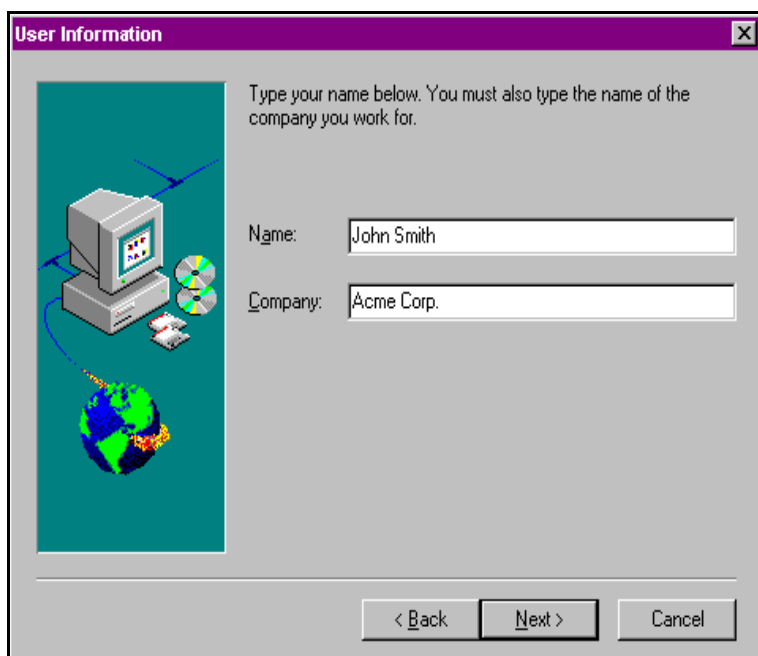 User Information
Type your name below. You must also type the name of the
company you work for.
Name: John Smith
Company: Acme Corp.
< Back Next > Cancel